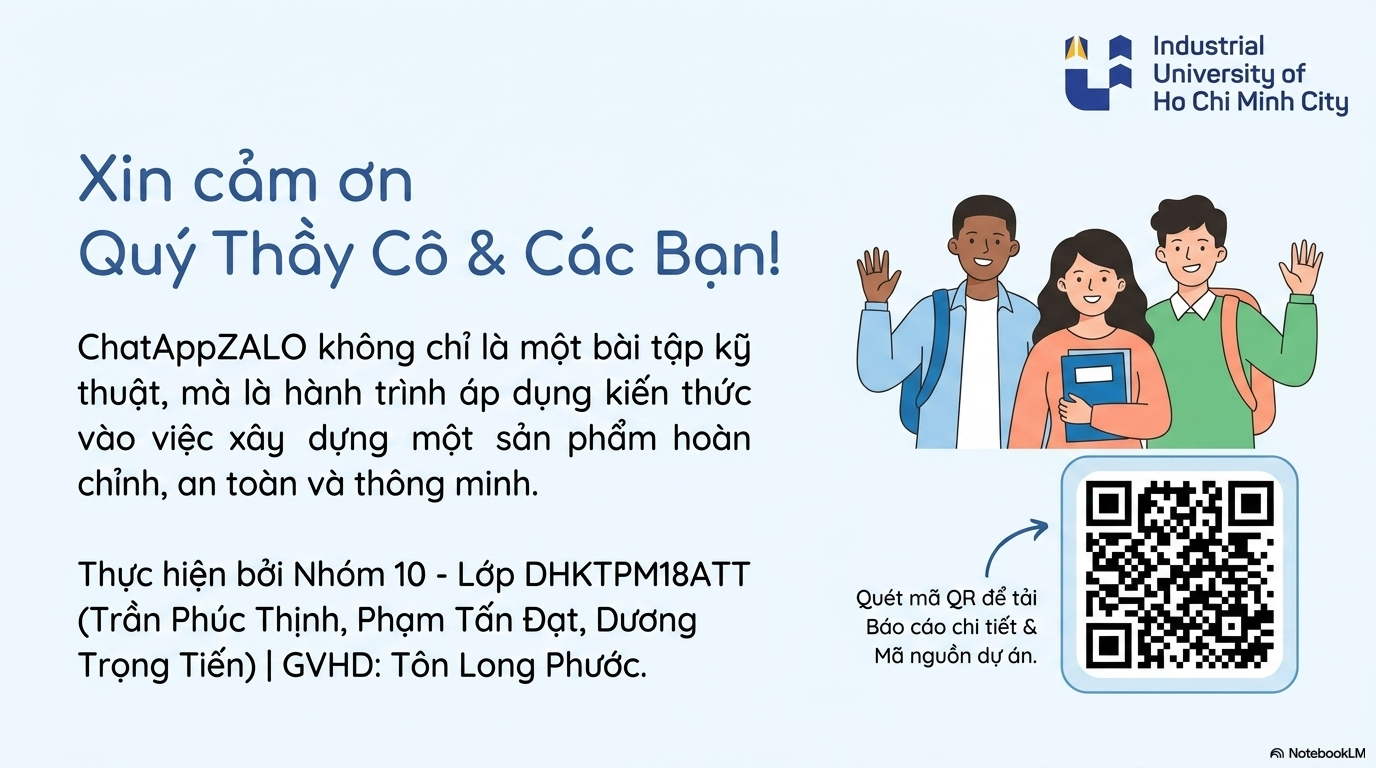 Industrial
University of
Ho Chi Minh City
Xin cảm ơn
Quý Thầy Cô & Các Bạn!
ChatAppZALO không chỉ là một bài tập kỹ
thuật, mà là hành trình áp dụng kiến thức
vào việc xây dựng một sản phẩm hoàn
chỉnh, an toàn và thông minh.
Thực hiện bởi Nhóm 10 - Lớp DHKTPM18ATT
(Trần Phúc Thịnh, Phạm Tấn Đạt, Dương
Trọng Tiến) | GVHD: Tôn Long Phước.
Quét mã QR để tải
Báo cáo chi tiết &
Mã nguồn dự án.
NotebookLM